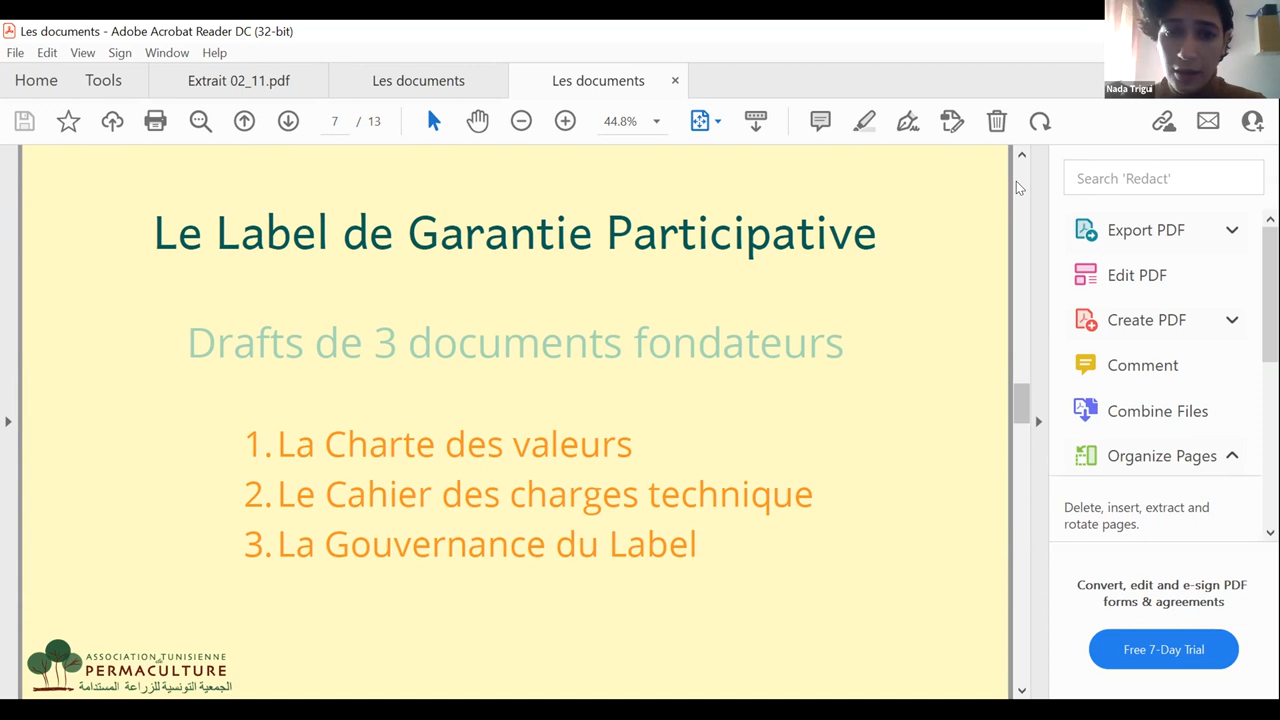 Les documents - Adobe Acrobat Reader DC (32-bit)
File Edit View Sign Window Help
Home Tools Extrait 02_11.pdf Les documents Les documents
7 / 13 44.8%
Nada Trigui
Search 'Redact'
Export PDF
Edit PDF
Create PDF
Comment
Combine Files
Organize Pages
Delete, insert, extract and
rotate pages.
Convert, edit and e-sign PDF
forms & agreements
Free 7-Day Trial
Le Label de Garantie Participative
Drafts de 3 documents fondateurs
1. La Charte des valeurs
2. Le Cahier des charges technique
3. La Gouvernance du Label
ASSOCIATION TUNISIENNE
de
PERMACULTURE
الجمعية التونسية للزراعة المستدامة